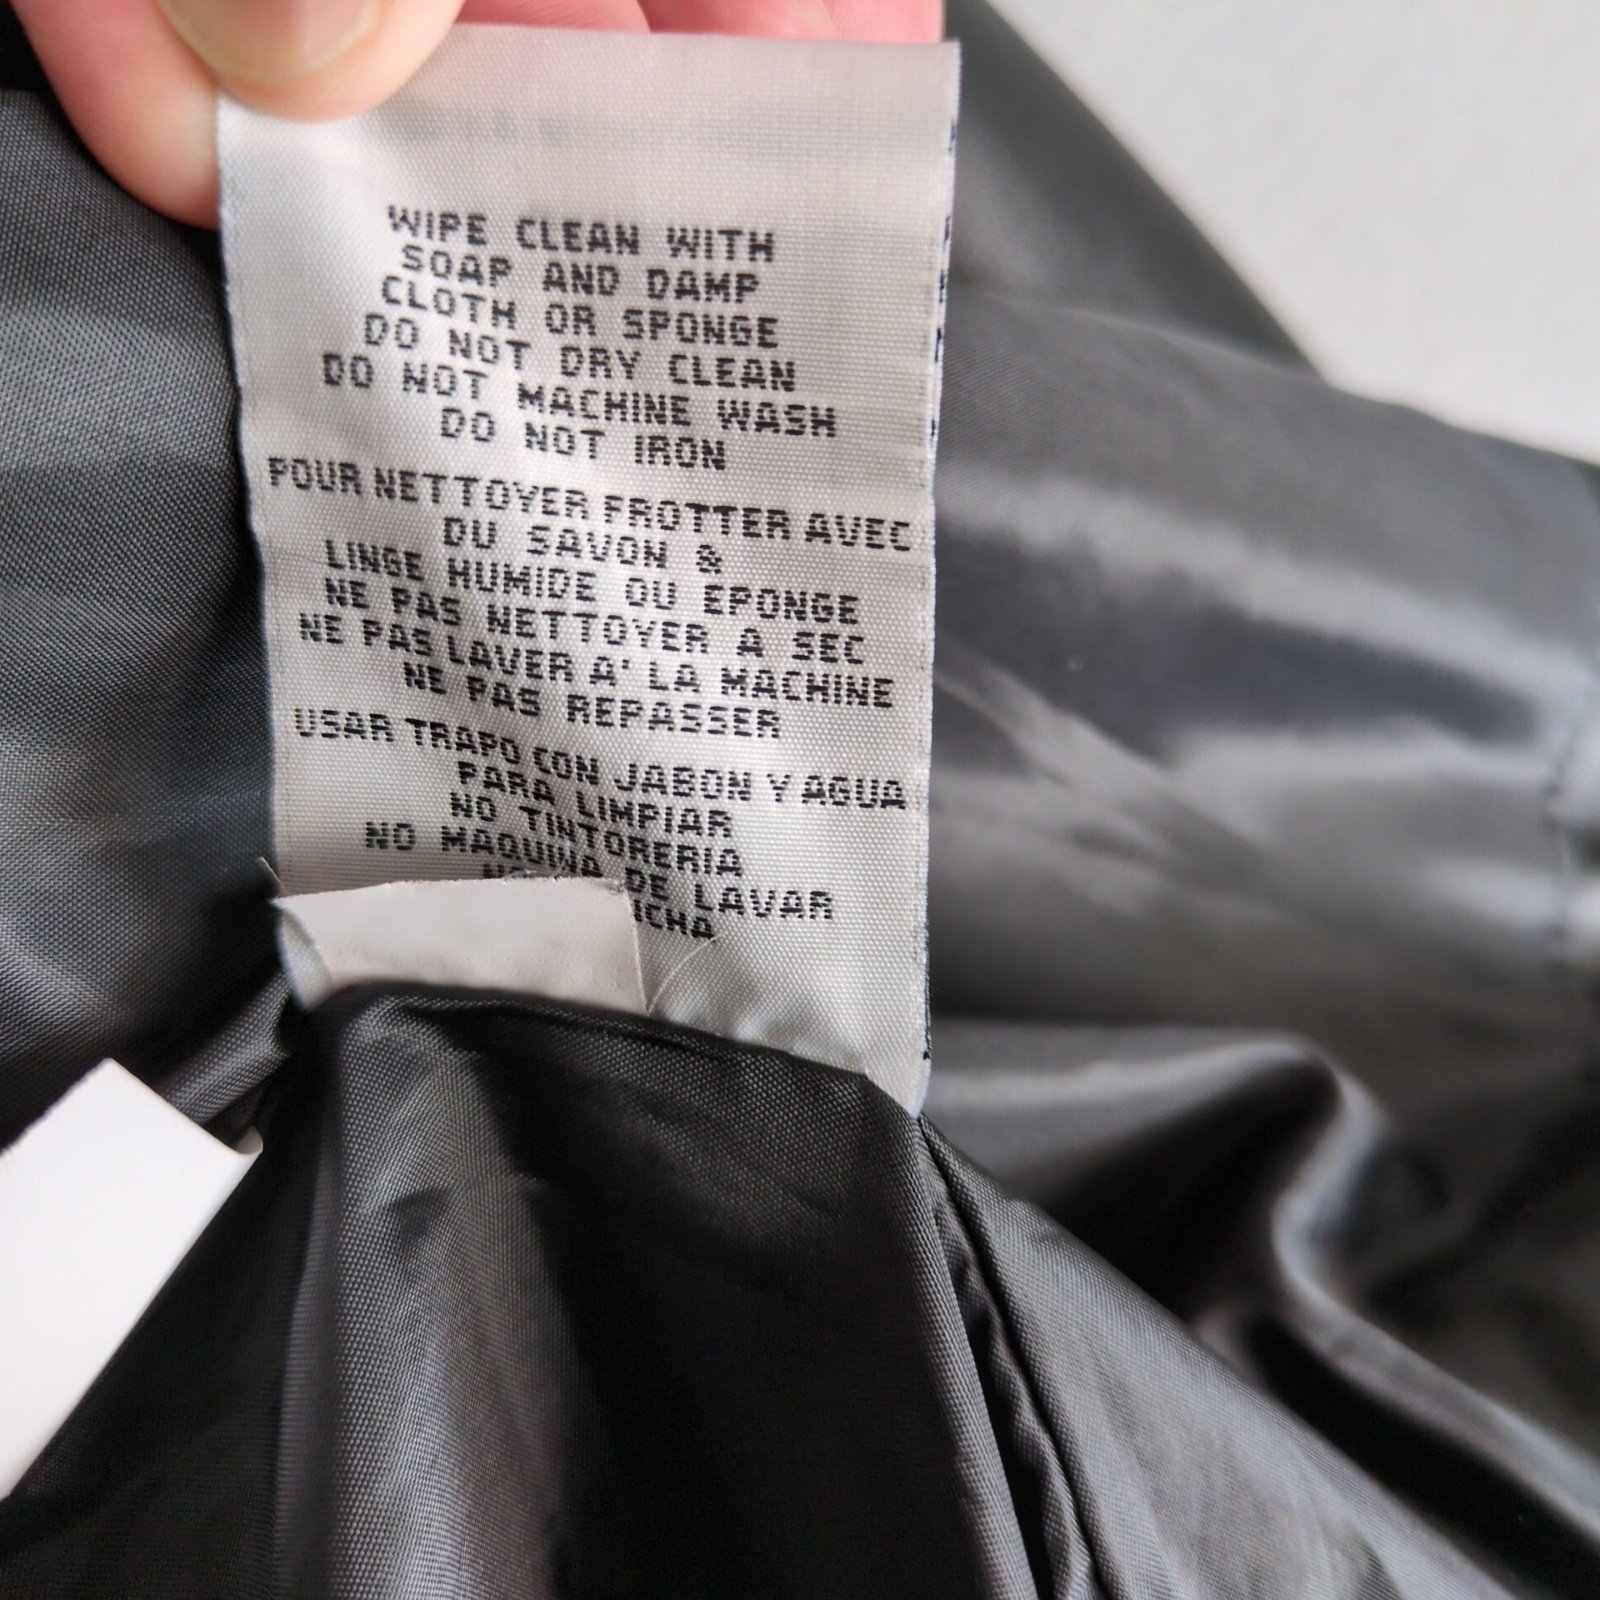 WIPE CLEAN WITH
SOAP AND DAMP
CLOTH OR SPONGE
DO NOT DRY CLEAN
DO NOT MACHINE WASH
DO NOT IRON
POUR NETTOYER FROTTER AVEC
DU SAVON &
LINGE HUMIDE OU EPONGE
NE PAS NETTOYER A SEC
NE PAS LAVER A' LA MACHINE
NE PAS REPASSER
USAR TRAPO CON JABON Y AGUA
PARA LIMPIAR
NO TINTORERIA
NO MAQUINA DE LAVAR